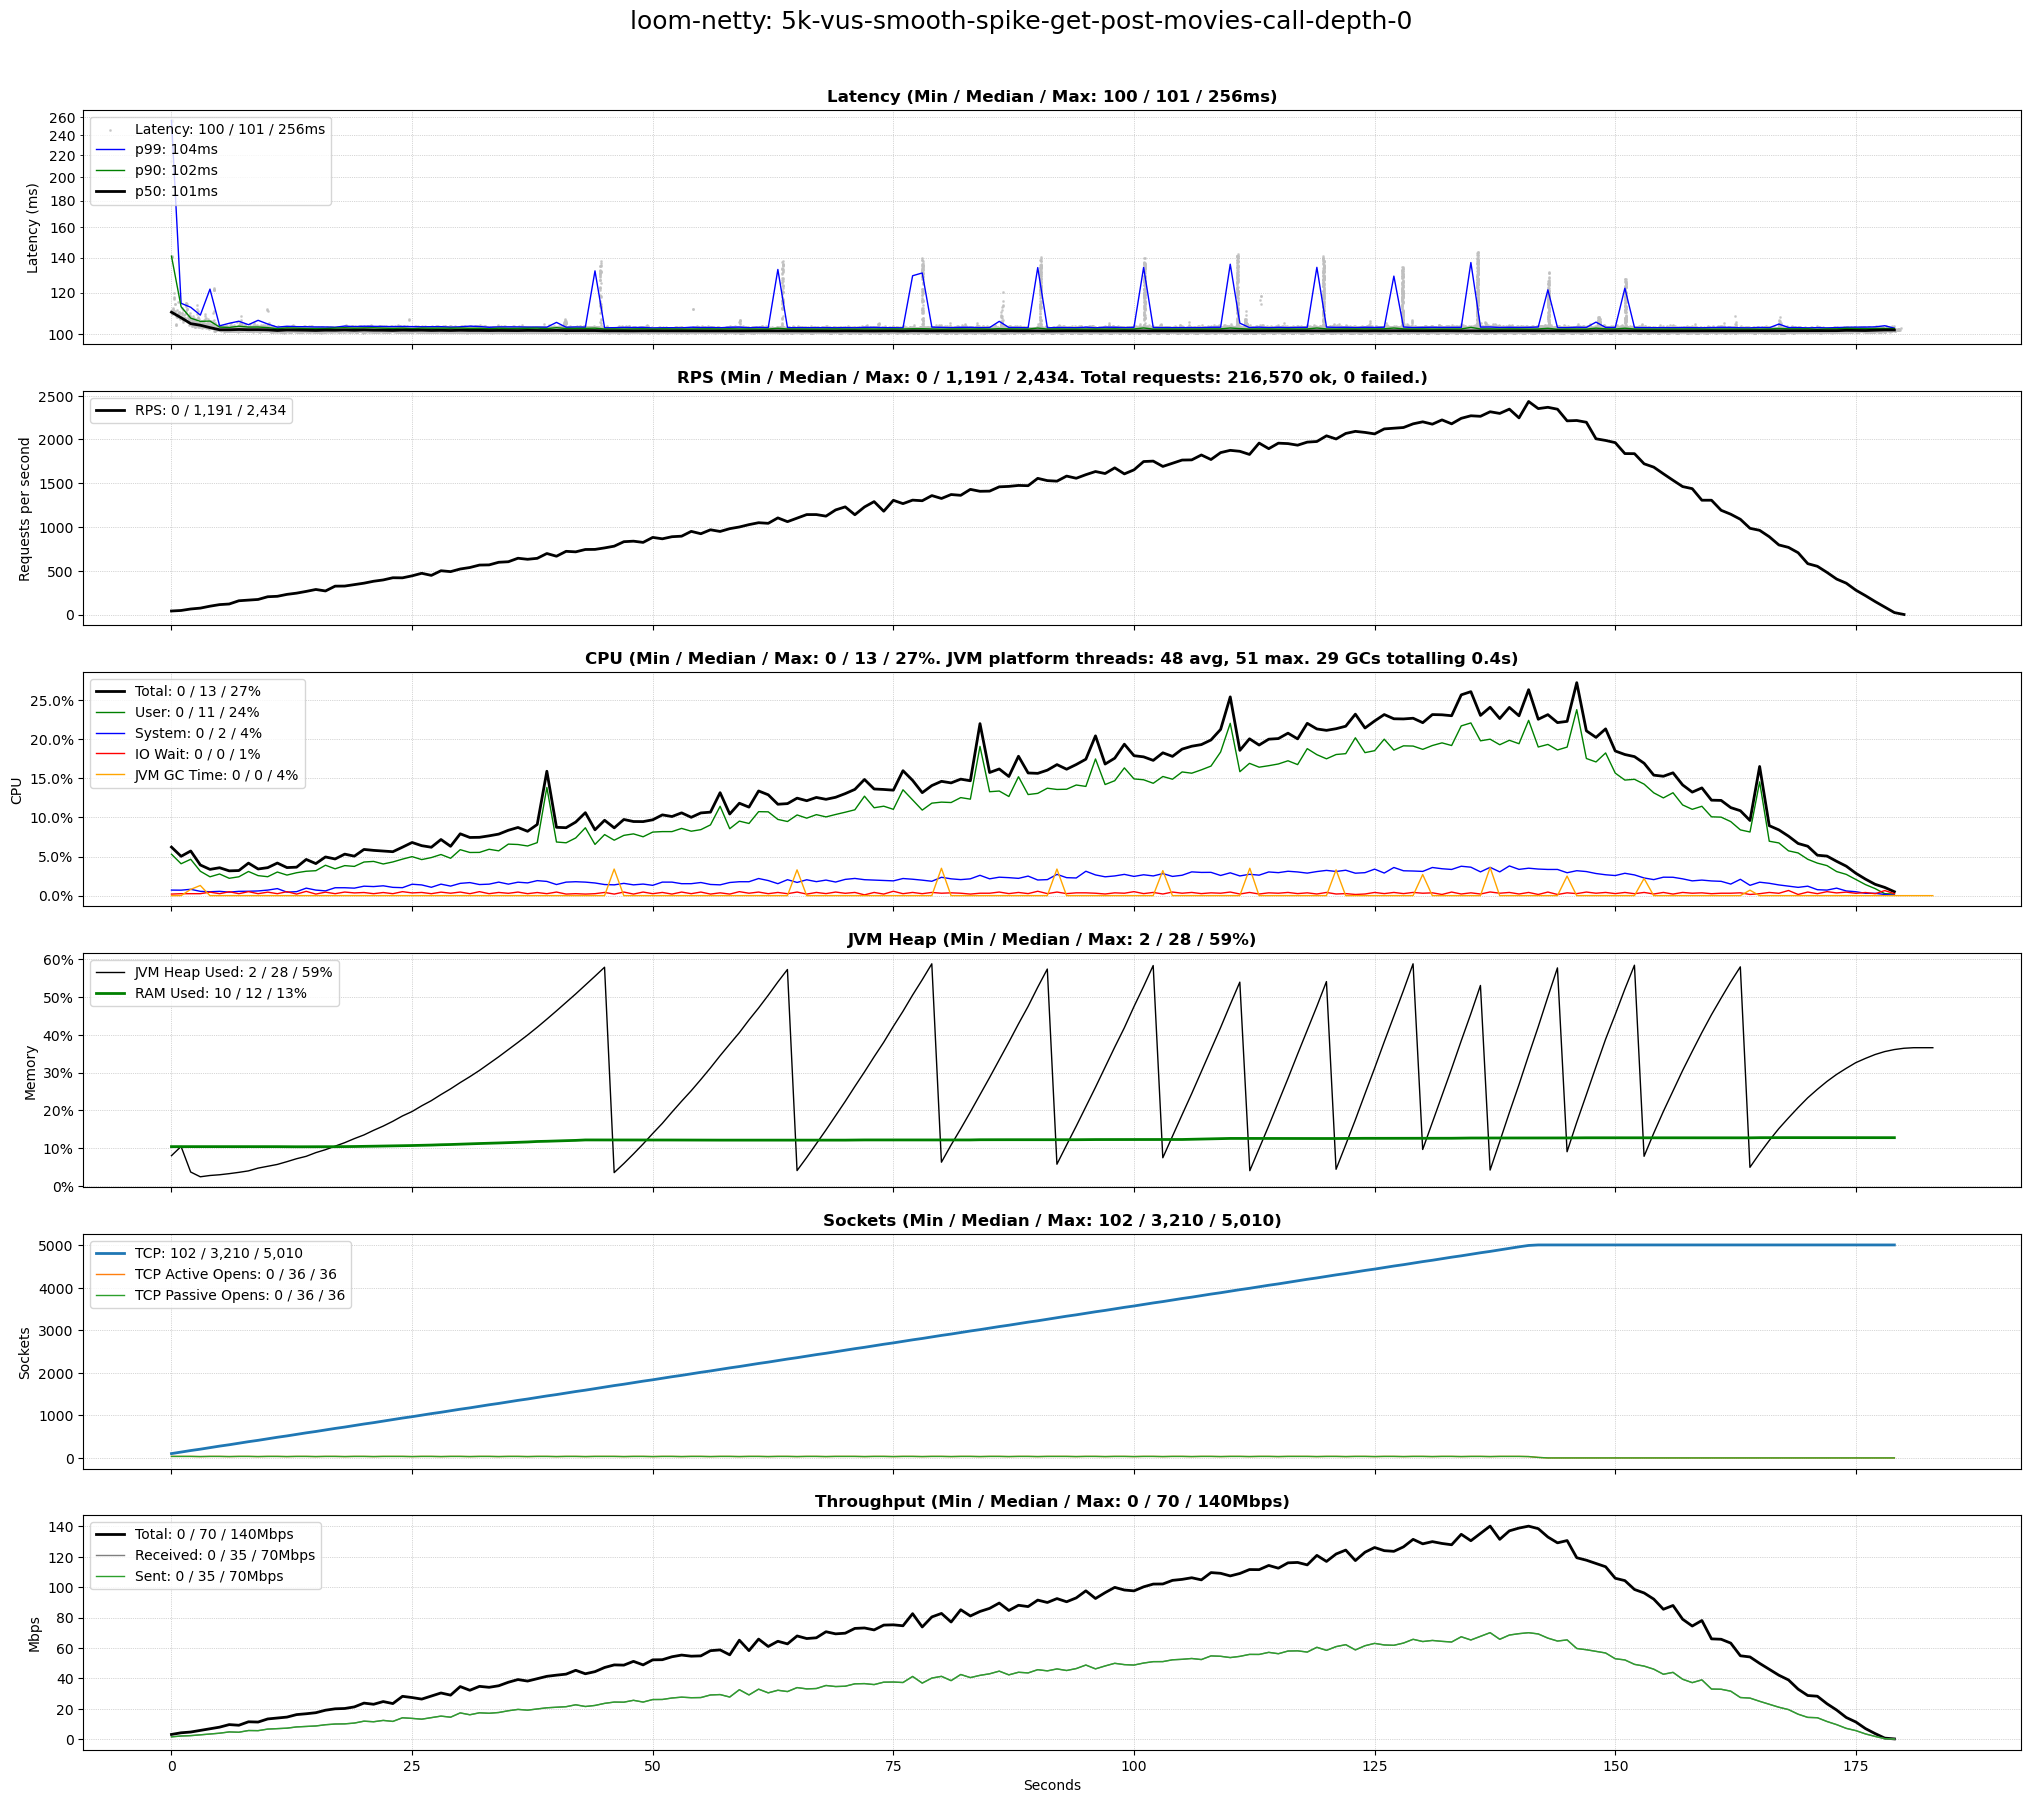 loom-netty: 5k-vus-smooth-spike-get-post-movies-call-depth-0
Latency (Min / Median / Max: 100 / 101 / 256ms)
Latency (ms)
260
240
220
200
180
160
140
120
100
Latency: 100 / 101 / 256ms
p99: 104ms
p90: 102ms
p50: 101ms
RPS (Min / Median / Max: 0 / 1,191 / 2,434. Total requests: 216,570 ok, 0 failed.)
Requests per second
2500
2000
1500
1000
500
0
RPS: 0 / 1,191 / 2,434
CPU (Min / Median / Max: 0 / 13 / 27%. JVM platform threads: 48 avg, 51 max. 29 GCs totalling 0.4s)
CPU
25.0%
20.0%
15.0%
10.0%
5.0%
0.0%
Total: 0 / 13 / 27%
User: 0 / 11 / 24%
System: 0 / 2 / 4%
IO Wait: 0 / 0 / 1%
JVM GC Time: 0 / 0 / 4%
JVM Heap (Min / Median / Max: 2 / 28 / 59%)
Memory
60%
50%
40%
30%
20%
10%
0%
JVM Heap Used: 2 / 28 / 59%
RAM Used: 10 / 12 / 13%
Sockets (Min / Median / Max: 102 / 3,210 / 5,010)
Sockets
5000
4000
3000
2000
1000
0
TCP: 102 / 3,210 / 5,010
TCP Active Opens: 0 / 36 / 36
TCP Passive Opens: 0 / 36 / 36
Throughput (Min / Median / Max: 0 / 70 / 140Mbps)
Mbps
140
120
100
80
60
40
20
0
Total: 0 / 70 / 140Mbps
Received: 0 / 35 / 70Mbps
Sent: 0 / 35 / 70Mbps
0 25 50 75 100 125 150 175
Seconds